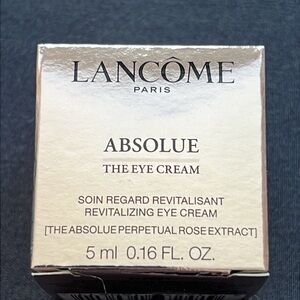 LANCÔME
PARIS
ABSOLUE
THE EYE CREAM
SOIN REGARD REVITALISANT
REVITALIZING EYE CREAM
[THE ABSOLUE PERPETUAL ROSE EXTRACT]
5 ml 0.16 FL. OZ.